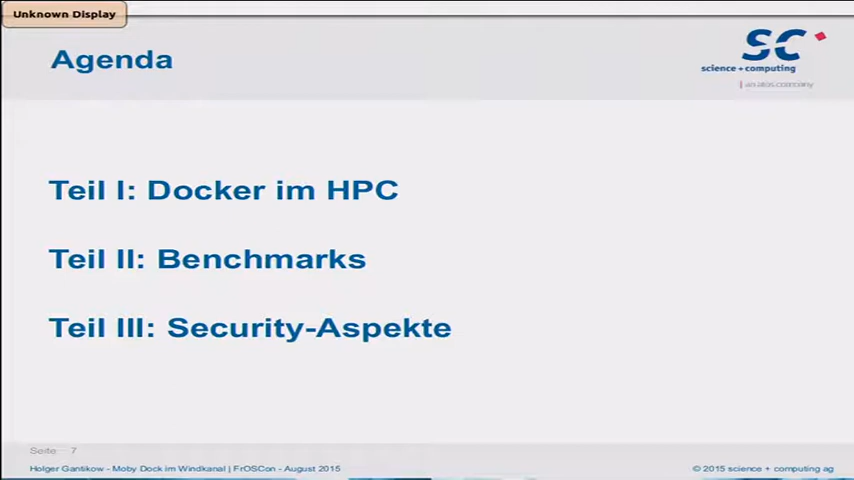 Unknown Display
Agenda
SC
science + computing
| an atos company
Teil I: Docker im HPC
Teil II: Benchmarks
Teil III: Security-Aspekte
Seite 7
Holger Gantikow - Moby Dock im Windkanal | FrOSCon - August 2015
© 2015 science + computing ag